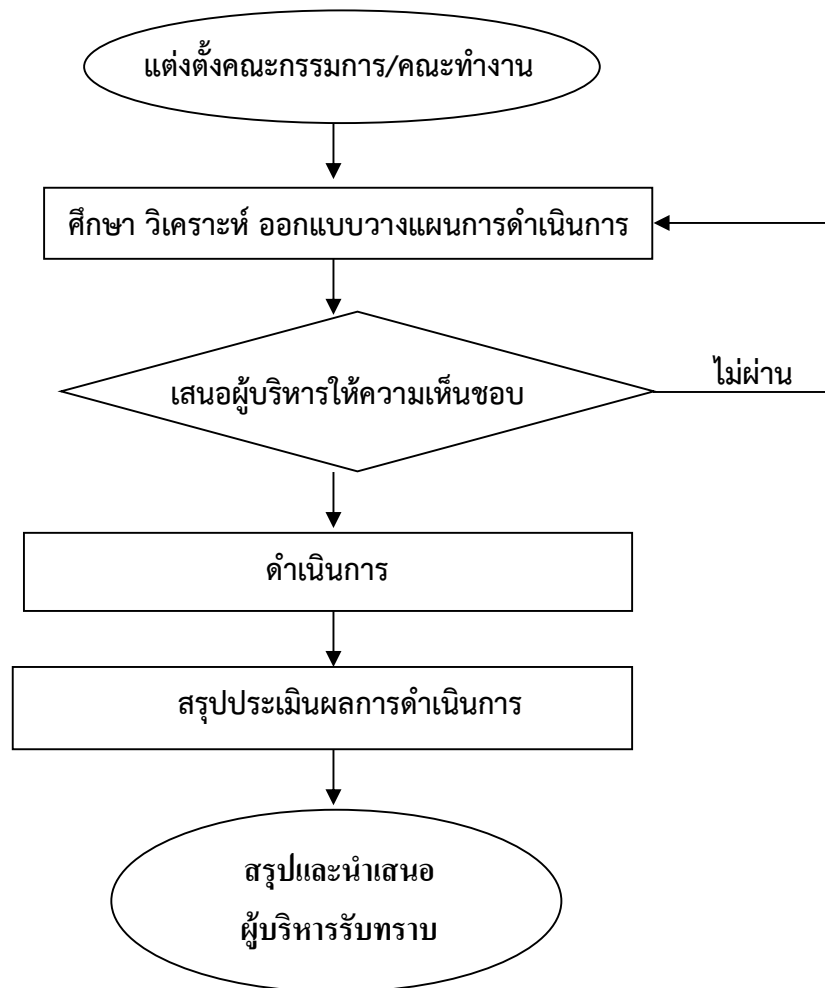 แต่งตั้งคณะกรรมการ/คณะทำงาน
ศึกษา วิเคราะห์ ออกแบบวางแผนการดำเนินการ
เสนอผู้บริหารให้ความเห็นชอบ
ไม่ผ่าน
ดำเนินการ
สรุปประเมินผลการดำเนินการ
สรุปและนำเสนอ
ผู้บริหารรับทราบ